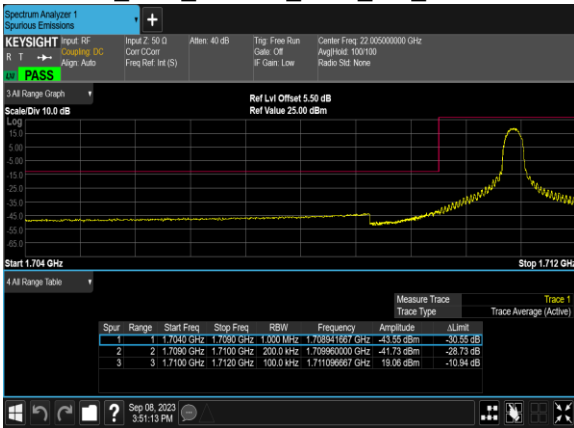 Spectrum Analyzer 1
Spurious Emissions
KEYSIGHT Input: RF Input Z: 50 Ω Atten: 40 dB Trig: Free Run Center Freq: 22.005000000 GHz
R T Coupling: DC Corr CCorr Gate: Off Avg|Hold: 100/100
Align: Auto Freq Ref: Int (S) IF Gain: Low Radio Std: None
PASS
3 All Range Graph
Ref Lvl Offset 5.50 dB
Scale/Div 10.0 dB Ref Value 25.00 dBm
Log
15.0
5.00
-5.00
-15.0
-25.0
-35.0
-45.0
-55.0
-65.0
Start 1.704 GHz Stop 1.712 GHz
4 All Range Table
Measure Trace Trace 1
Trace Type Trace Average (Active)
Spur Range Start Freq Stop Freq RBW Frequency Amplitude ΔLimit
1 1 1.7040 GHz 1.7090 GHz 1.000 MHz 1.708941667 GHz -43.55 dBm -30.55 dB
2 2 1.7090 GHz 1.7100 GHz 200.0 kHz 1.709960000 GHz -41.73 dBm -28.73 dB
3 3 1.7100 GHz 1.7120 GHz 100.0 kHz 1.711096667 GHz 19.06 dBm -10.94 dB
? Sep 08, 2023
3:51:13 PM